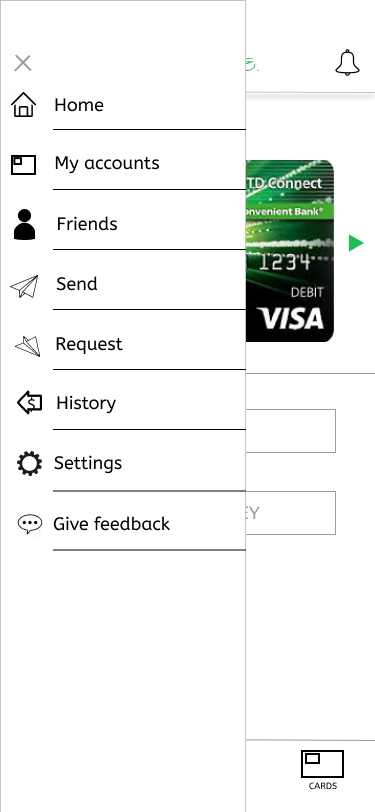 Home
My accounts
TD Connect
onvenient Bank®
Friends
1234
Send
DEBIT
VISA
Request
History
Settings
EY
Give feedback
CARDS